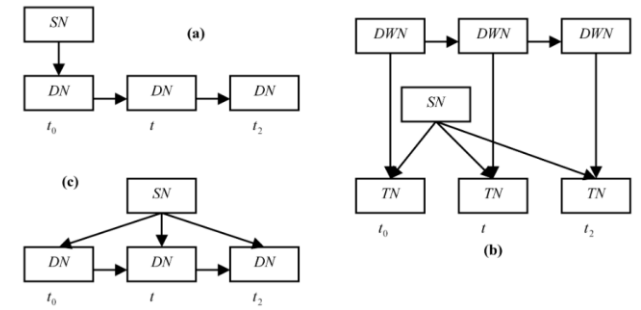 SN
(a)
DN DN DN
t₀ t t₂
(c)
SN
DN DN DN
t₀ t t₂
DWN DWN DWN
SN
TN TN TN
t₀ t t₂
(b)